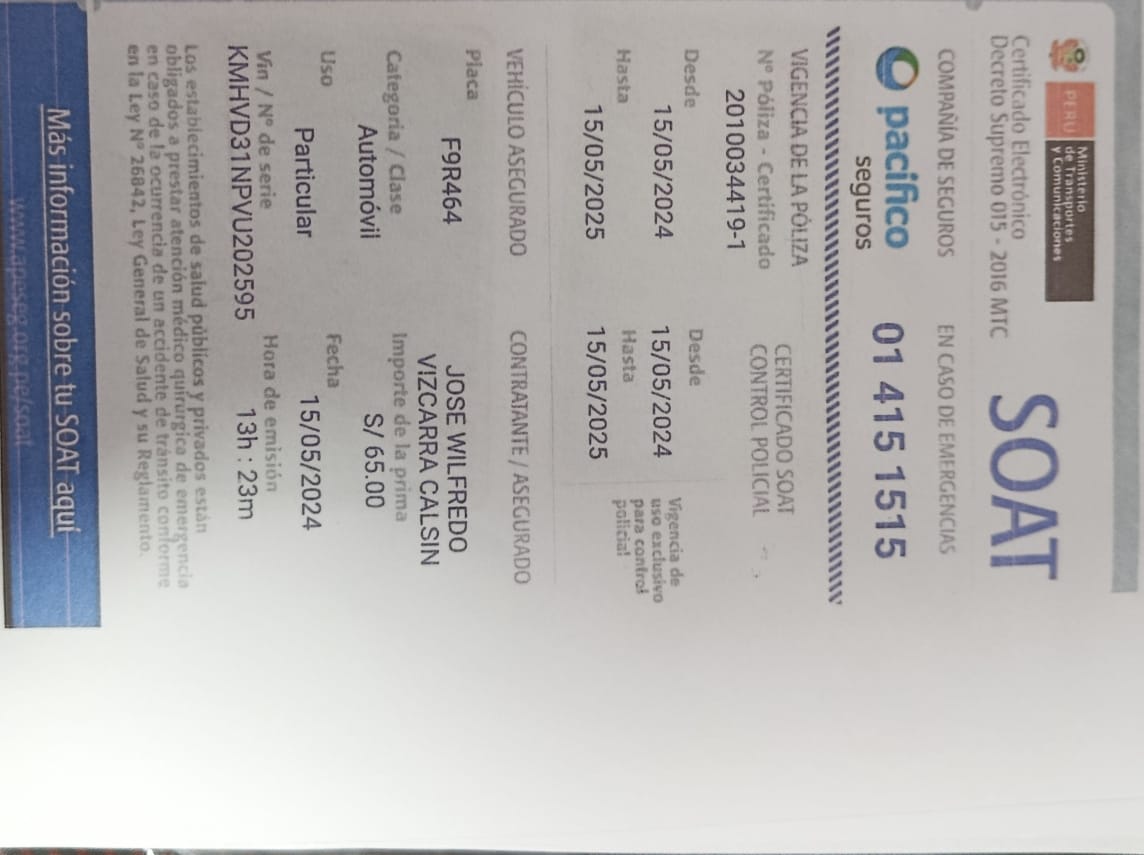 PERÚ
Ministerio
de Transportes
y Comunicaciones
Certificado Electrónico
Decreto Supremo 015 - 2016 MTC
SOAT
COMPAÑÍA DE SEGUROS
EN CASO DE EMERGENCIAS
pacifico
seguros
01 415 1515
VIGENCIA DE LA PÓLIZA
Nº Póliza - Certificado
2010034419-1
CERTIFICADO SOAT
CONTROL POLICIAL
Desde
15/05/2024
Hasta
15/05/2025
Desde
15/05/2024
Hasta
15/05/2025
Vigencia de
uso exclusivo
para control
policial
VEHÍCULO ASEGURADO
CONTRATANTE / ASEGURADO
Placa
F9R464
JOSE WILFREDO
VIZCARRA CALSIN
Categoría / Clase
Automóvil
Importe de la prima
S/ 65.00
Uso
Particular
Fecha
15/05/2024
Vin / Nº de serie
KMHVD31NPVU202595
Hora de emisión
13h : 23m
Los establecimientos de salud públicos y privados están
obligados a prestar atención médico quirurgica de emergencia
en caso de la ocurrencia de un accidente de tránsito conforme
en la Ley Nº 26842, Ley General de Salud y su Reglamento.
Más información sobre tu SOAT aquí
www.apeseg.org.pe/soat